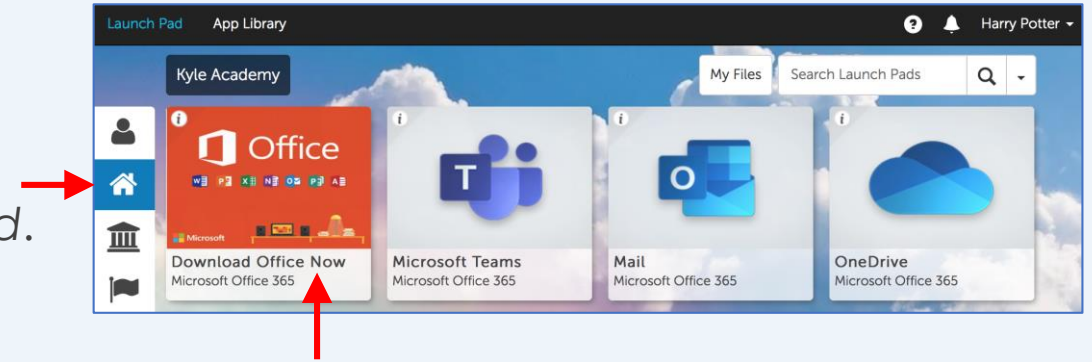 Launch Pad App Library Harry Potter
Kyle Academy My Files Search Launch Pads
Office
Microsoft
d.
Download Office Now Microsoft Teams Mail OneDrive
Microsoft Office 365 Microsoft Office 365 Microsoft Office 365 Microsoft Office 365